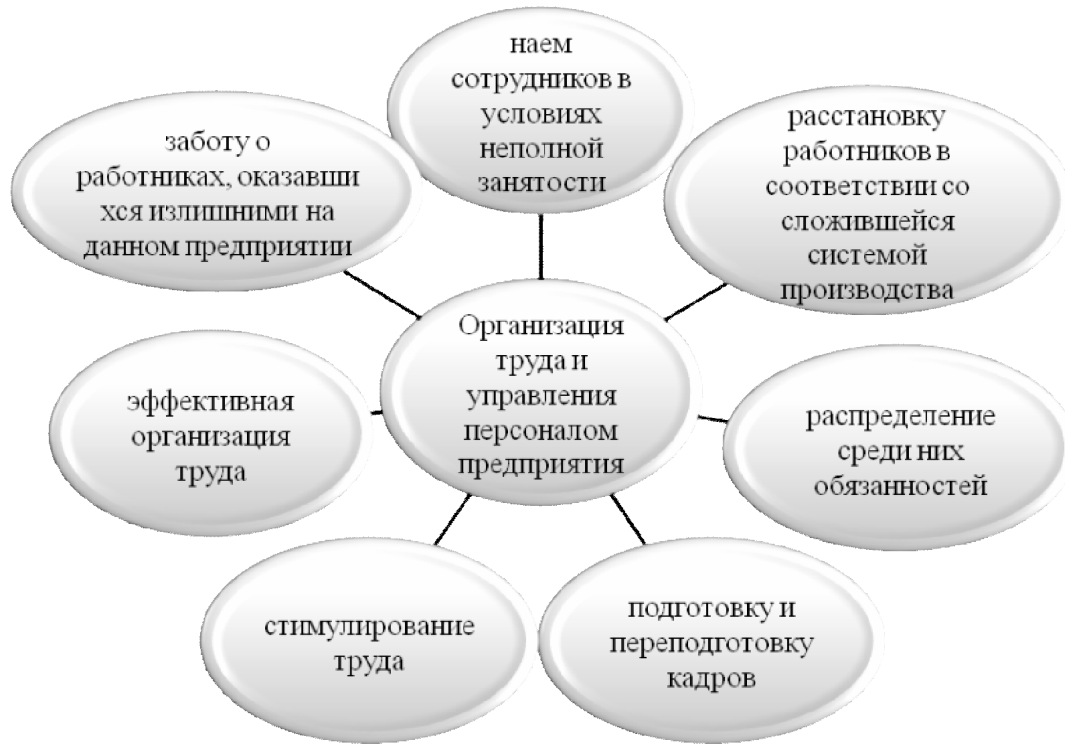 наем
сотрудников в
условиях
неполной
занятости
расстановку
работников в
соответствии со
сложившейся
системой
производства
распределение
среди них
обязанностей
подготовку и
переподготовку
кадров
стимулирование
труда
эффективная
организация
труда
заботу о
работниках, оказавши
хся излишними на
данном предприятии
Организация
труда и
управления
персоналом
предприятия